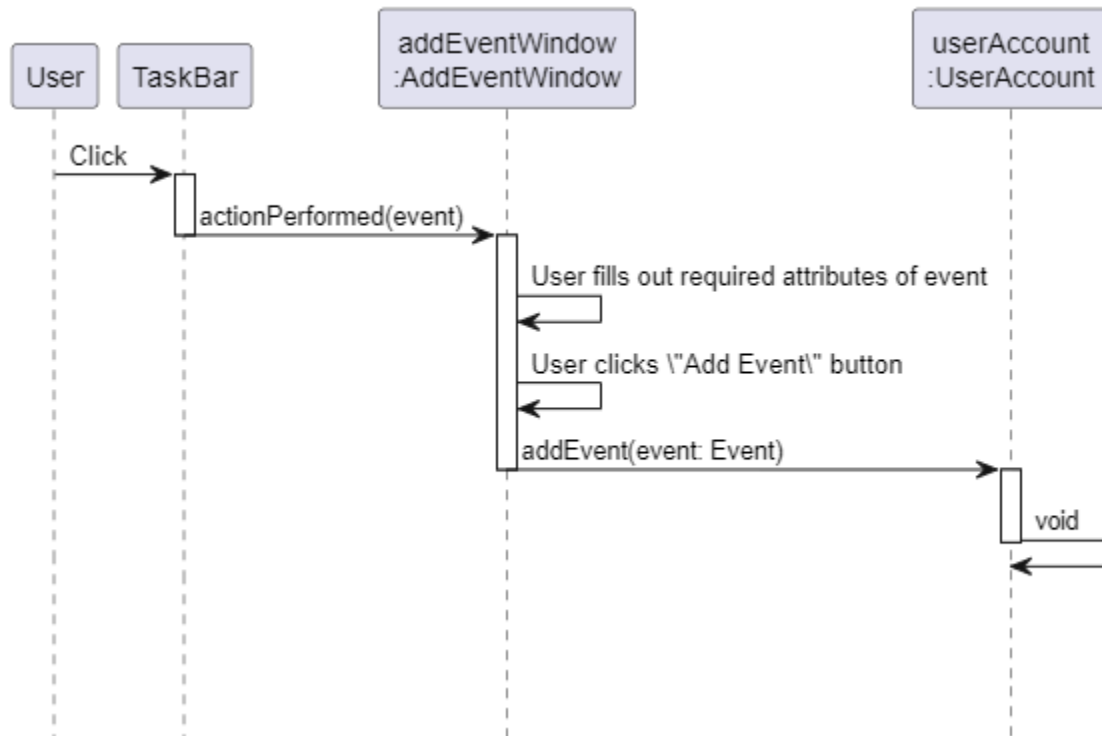 User
TaskBar
addEventWindow
:AddEventWindow
userAccount
:UserAccount
Click
actionPerformed(event)
User fills out required attributes of event
User clicks \"Add Event\" button
addEvent(event: Event)
void